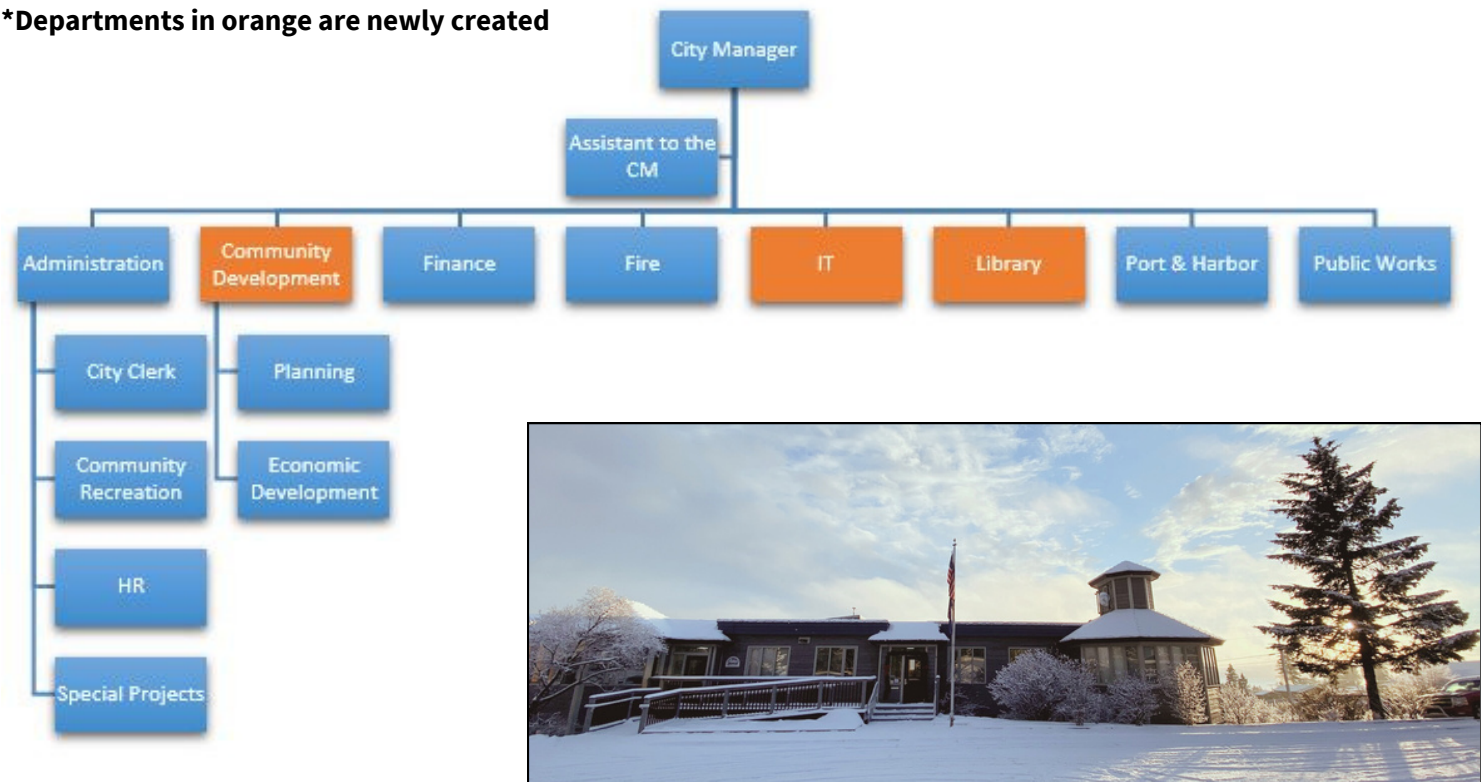 *Departments in orange are newly created
City Manager
Assistant to the
CM
Administration
Community
Development
Finance
Fire
IT
Library
Port & Harbor
Public Works
City Clerk
Planning
Community
Recreation
Economic
Development
HR
Special Projects